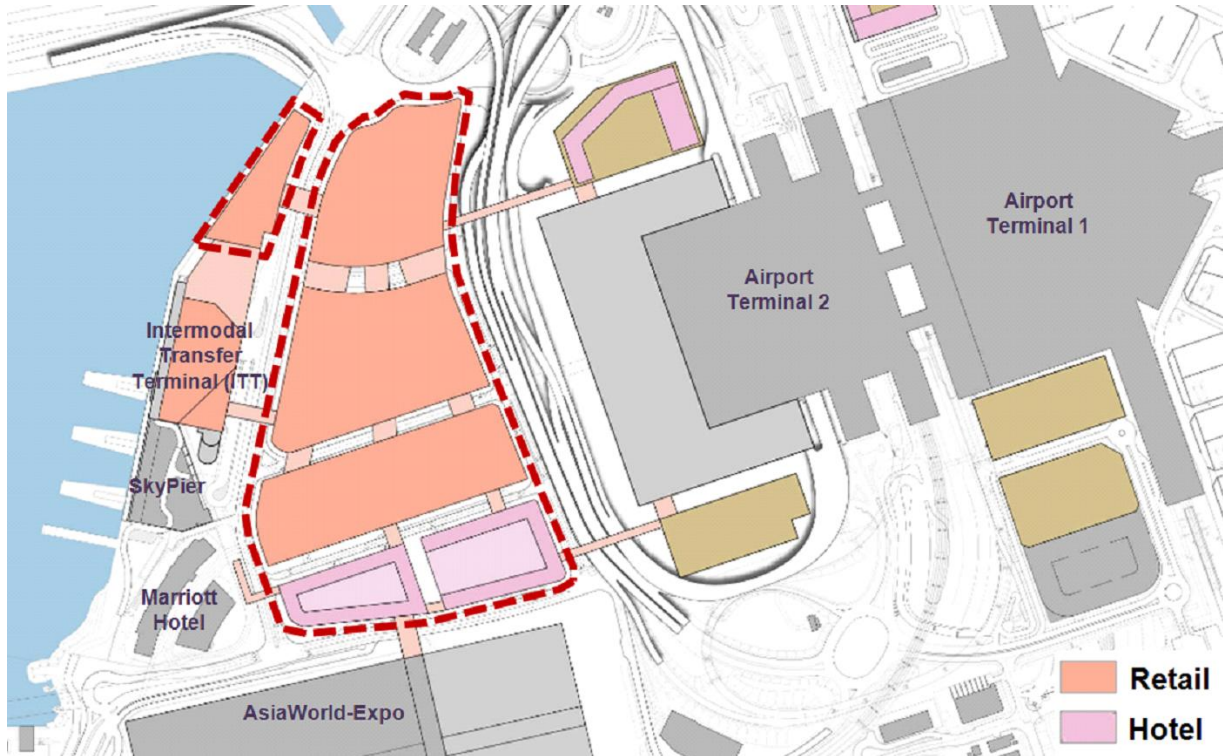 Airport
Terminal 1
Airport
Terminal 2
Intermodal
Transfer
Terminal (ITT)
SkyPier
Marriott
Hotel
AsiaWorld-Expo
Retail
Hotel